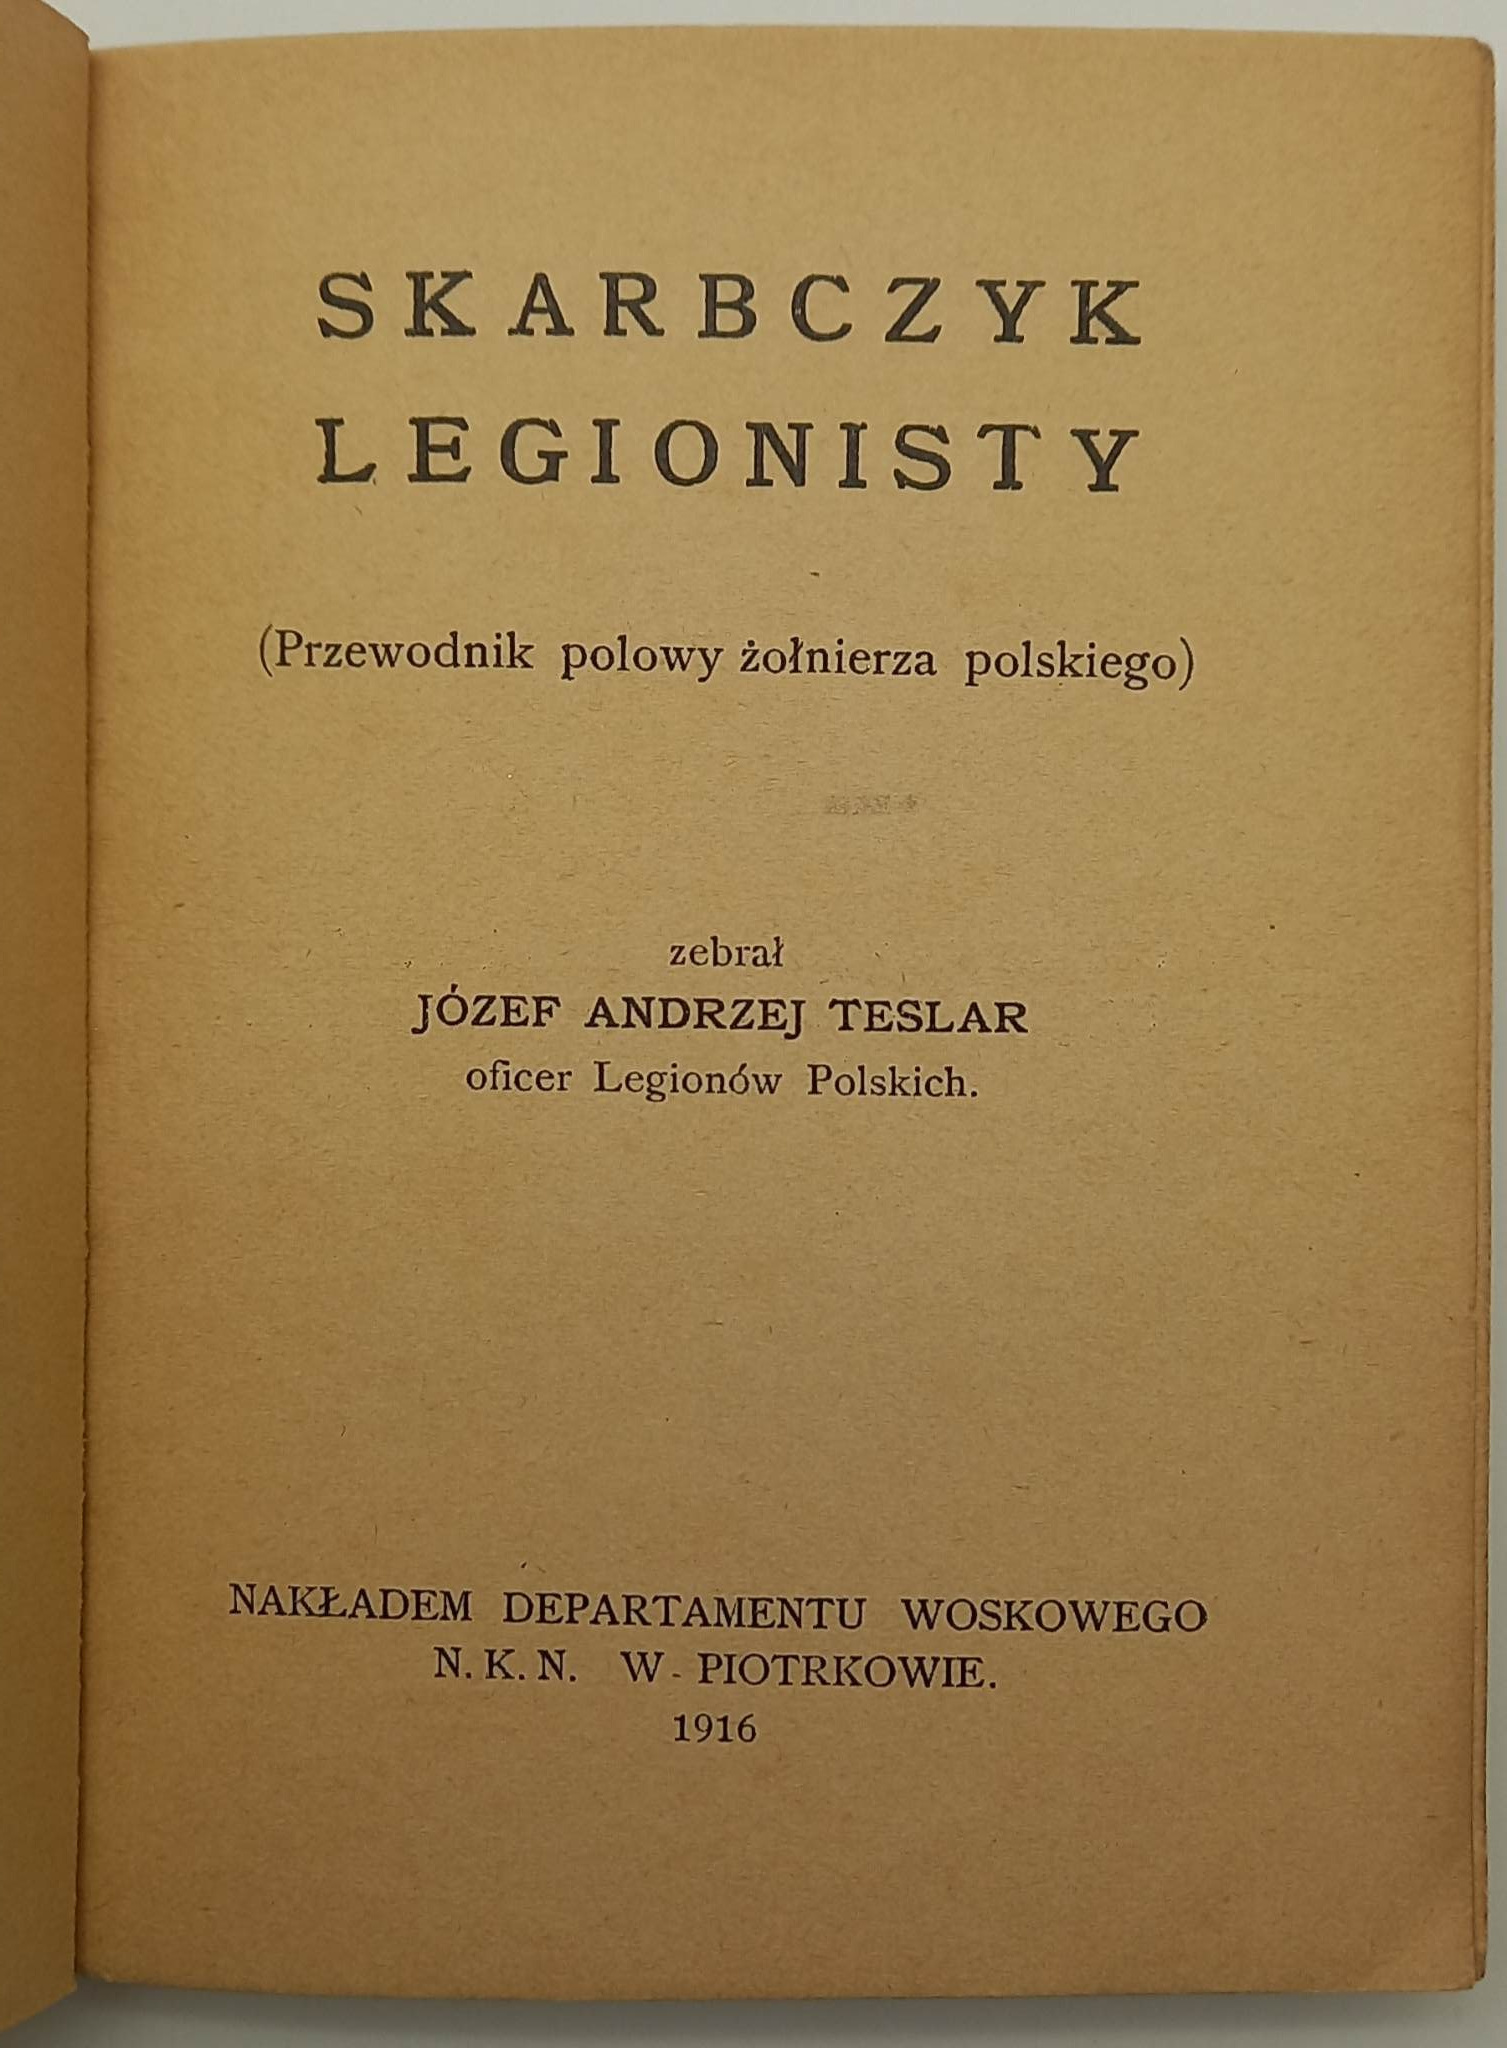 SKARBCZYK
LEGIONISTY
(Przewodnik polowy żołnierza polskiego)
zebrał
JÓZEF ANDRZEJ TESLAR
oficer Legionów Polskich.
NAKŁADEM DEPARTAMENTU WOSKOWEGO
N. K. N. W - PIOTRKOWIE.
1916